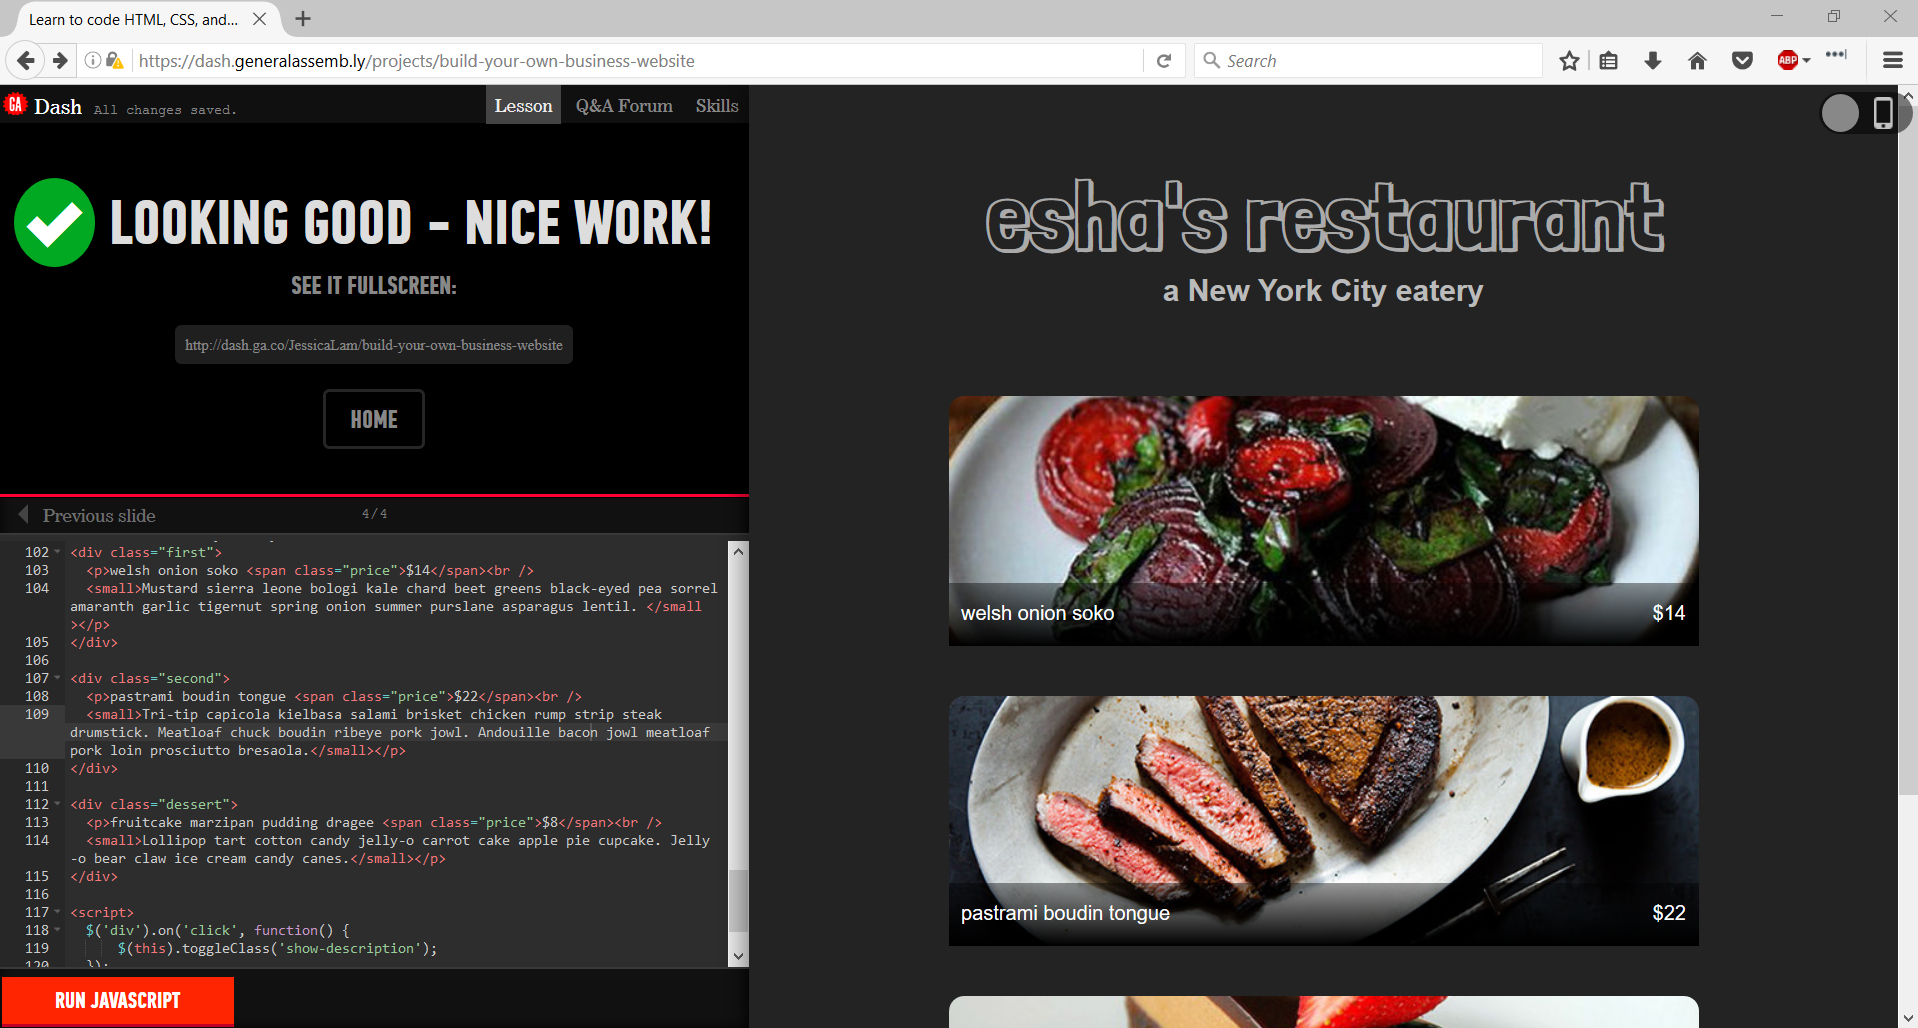 Learn to code HTML, CSS, and...
https://dash.generalassemb.ly/projects/build-your-own-business-website
Search
ABP
GA
Dash
All changes saved.
Lesson
Q&A Forum
Skills
LOOKING GOOD - NICE WORK!
SEE IT FULLSCREEN:
http://dash.ga.co/JessicaLam/build-your-own-business-website
HOME
Previous slide
4/4
102 <div class="first">
103   <p>welsh onion soko <span class="price">$14</span><br />
104   <small>Mustard sierra leone bologi kale chard beet greens black-eyed pea sorrel
amaranth garlic tigernut spring onion summer purslane asparagus lentil. </small
></p>
105 </div>
106
107 <div class="second">
108   <p>pastrami boudin tongue <span class="price">$22</span><br />
109   <small>Tri-tip capicola kielbasa salami brisket chicken rump strip steak
drumstick. Meatloaf chuck boudin ribeye pork jowl. Andouille bacon jowl meatloaf
pork loin prosciutto bresaola.</small></p>
110 </div>
111
112 <div class="dessert">
113   <p>fruitcake marzipan pudding dragee <span class="price">$8</span><br />
114   <small>Lollipop tart cotton candy jelly-o carrot cake apple pie cupcake. Jelly
-o bear claw ice cream candy canes.</small></p>
115 </div>
116
117 <script>
118   $('div').on('click', function() {
119       $(this).toggleClass('show-description');
120   });
RUN JAVASCRIPT
esha's restaurant
a New York City eatery
welsh onion soko $14
pastrami boudin tongue $22